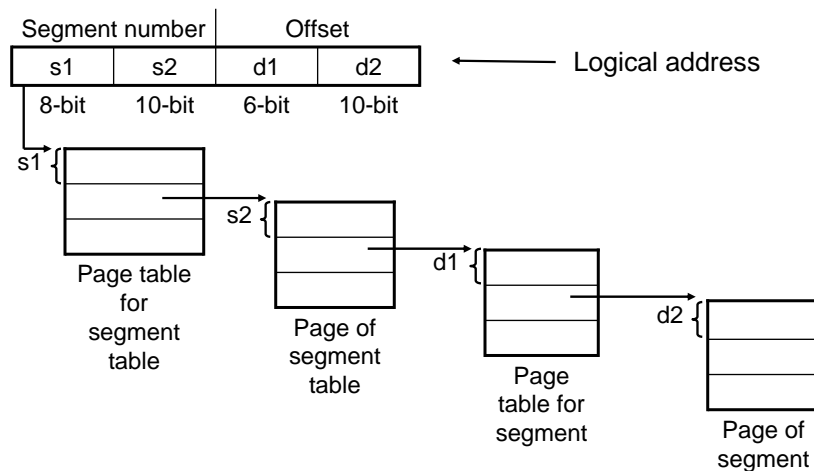 Segment number Offset
s1 s2 d1 d2
Logical address
8-bit 10-bit 6-bit 10-bit
s1
s2
d1
d2
Page table
for
segment
table
Page of
segment
table
Page
table for
segment
Page of
segment